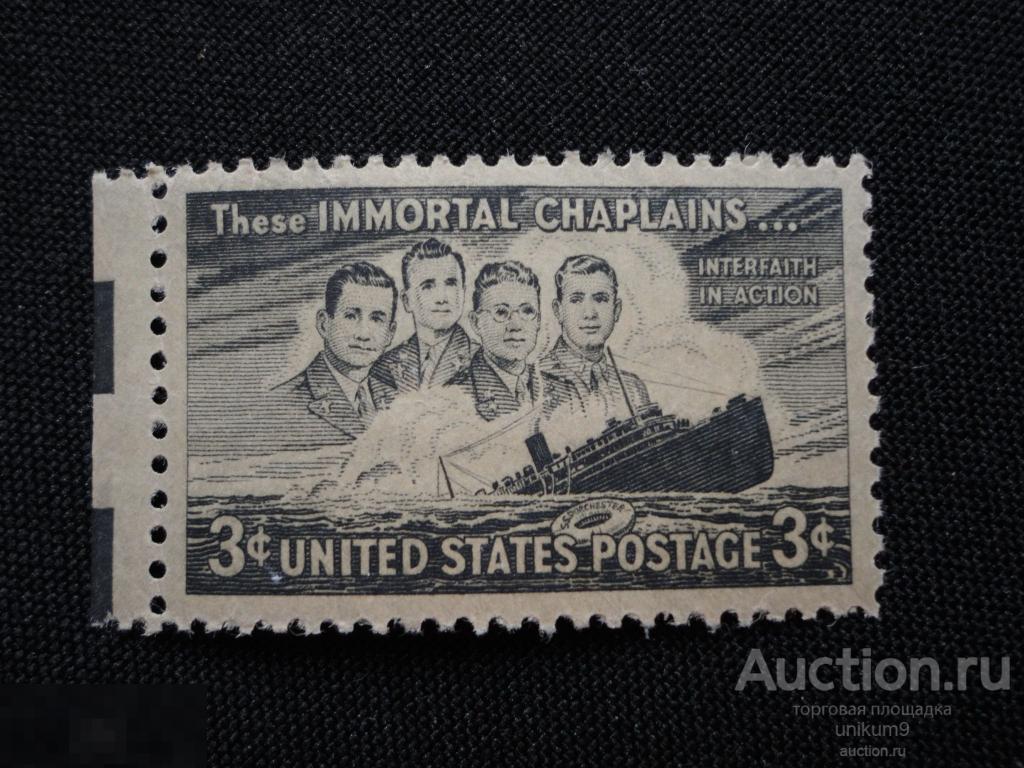 These IMMORTAL CHAPLAINS...
INTERFAITH
IN ACTION
S.S. DORCHESTER
3¢ UNITED STATES POSTAGE 3¢
Auction.ru
торговая площадка
unikum9
auction.ru